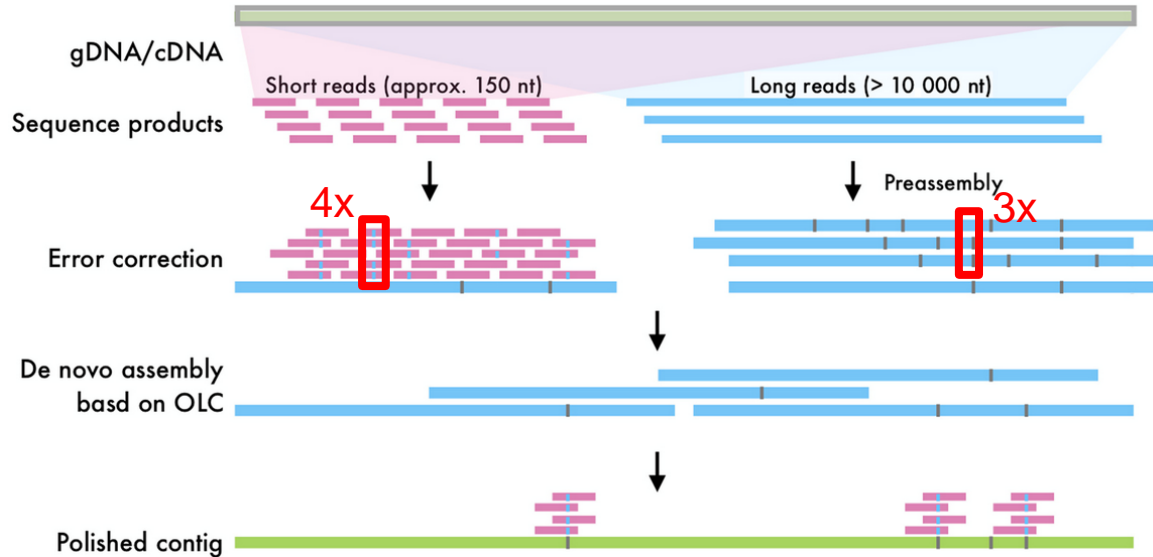 gDNA/cDNA
Short reads (approx. 150 nt)
Long reads (> 10 000 nt)
Sequence products
Preassembly
4x
3x
Error correction
De novo assembly
basd on OLC
Polished contig